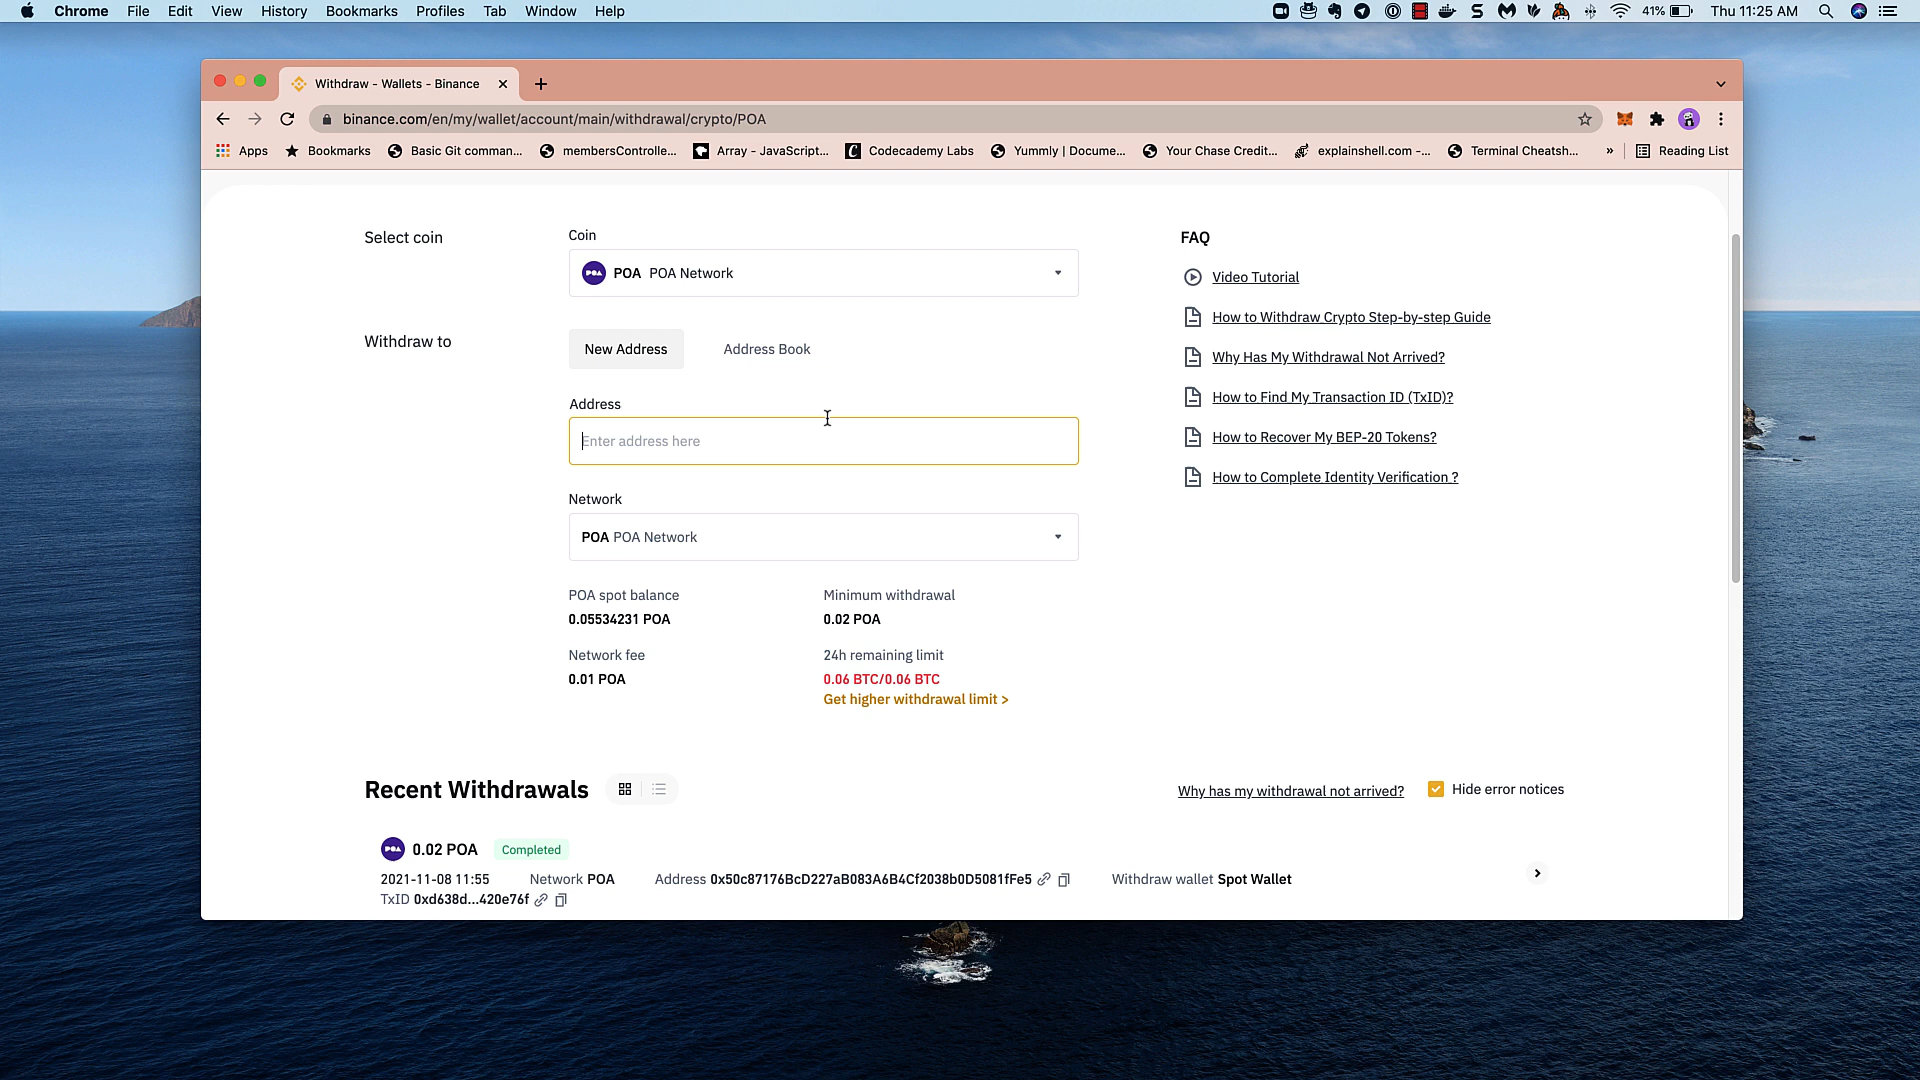 Chrome File Edit View History Bookmarks Profiles Tab Window Help 41% Thu 11:25 AM
Withdraw - Wallets - Binance
binance.com/en/my/wallet/account/main/withdrawal/crypto/POA
Apps Bookmarks Basic Git comman... membersControlle... Array - JavaScript... Codecademy Labs Yummly | Docume... Your Chase Credit... explainshell.com -... Terminal Cheatsh... » Reading List
Select coin
Coin
POA POA Network
Withdraw to
New Address Address Book
Address
Enter address here
Network
POA POA Network
POA spot balance
0.05534231 POA
Minimum withdrawal
0.02 POA
Network fee
0.01 POA
24h remaining limit
0.06 BTC/0.06 BTC
Get higher withdrawal limit >
FAQ
Video Tutorial
How to Withdraw Crypto Step-by-step Guide
Why Has My Withdrawal Not Arrived?
How to Find My Transaction ID (TxID)?
How to Recover My BEP-20 Tokens?
How to Complete Identity Verification ?
Recent Withdrawals
Why has my withdrawal not arrived? Hide error notices
POA 0.02 POA Completed
2021-11-08 11:55 Network POA Address 0x50c87176BcD227aB083A6B4Cf2038b0D5081fFe5 Withdraw wallet Spot Wallet
TxID 0xd638d...420e76f